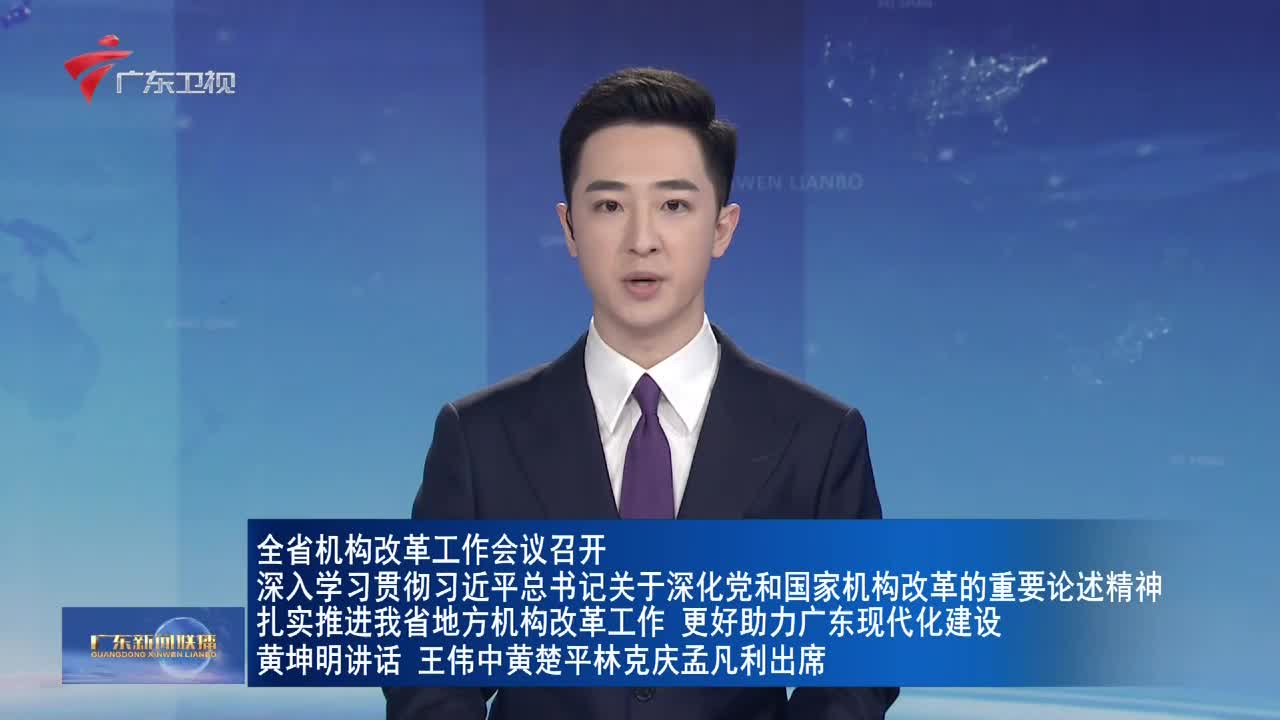 广东卫视
WEN LIANBO
全省机构改革工作会议召开
深入学习贯彻习近平总书记关于深化党和国家机构改革的重要论述精神
扎实推进我省地方机构改革工作 更好助力广东现代化建设
黄坤明讲话 王伟中黄楚平林克庆孟凡利出席
广东新闻联播
GUANGDONG XINWEN LIANBO